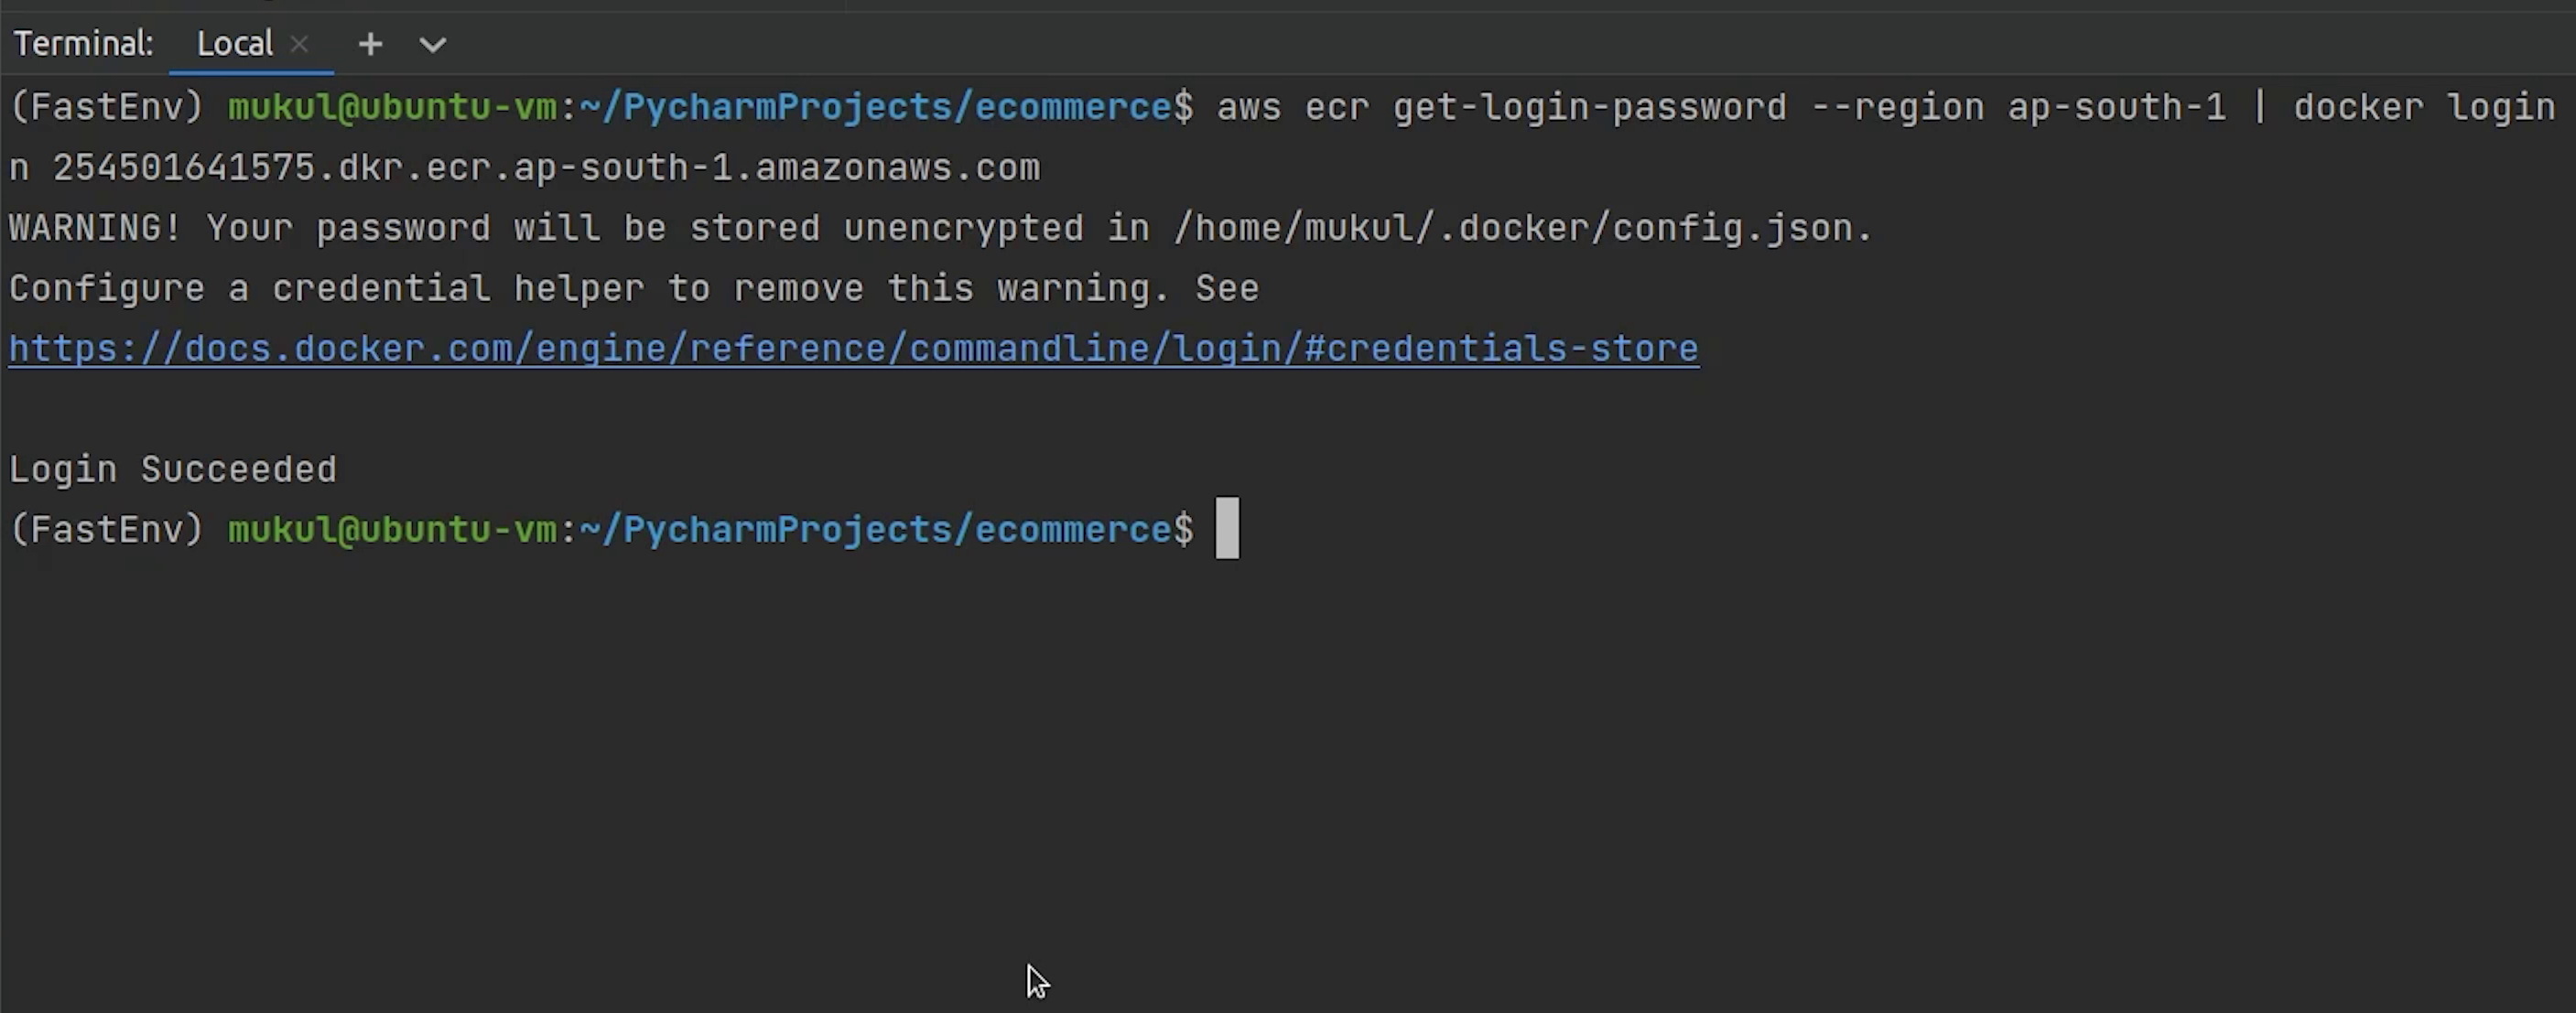 Terminal: Local × + 
(FastEnv) mukul@ubuntu-vm:~/PycharmProjects/ecommerce$ aws ecr get-login-password --region ap-south-1 | docker login
n 254501641575.dkr.ecr.ap-south-1.amazonaws.com
WARNING! Your password will be stored unencrypted in /home/mukul/.docker/config.json.
Configure a credential helper to remove this warning. See
https://docs.docker.com/engine/reference/commandline/login/#credentials-store
Login Succeeded
(FastEnv) mukul@ubuntu-vm:~/PycharmProjects/ecommerce$